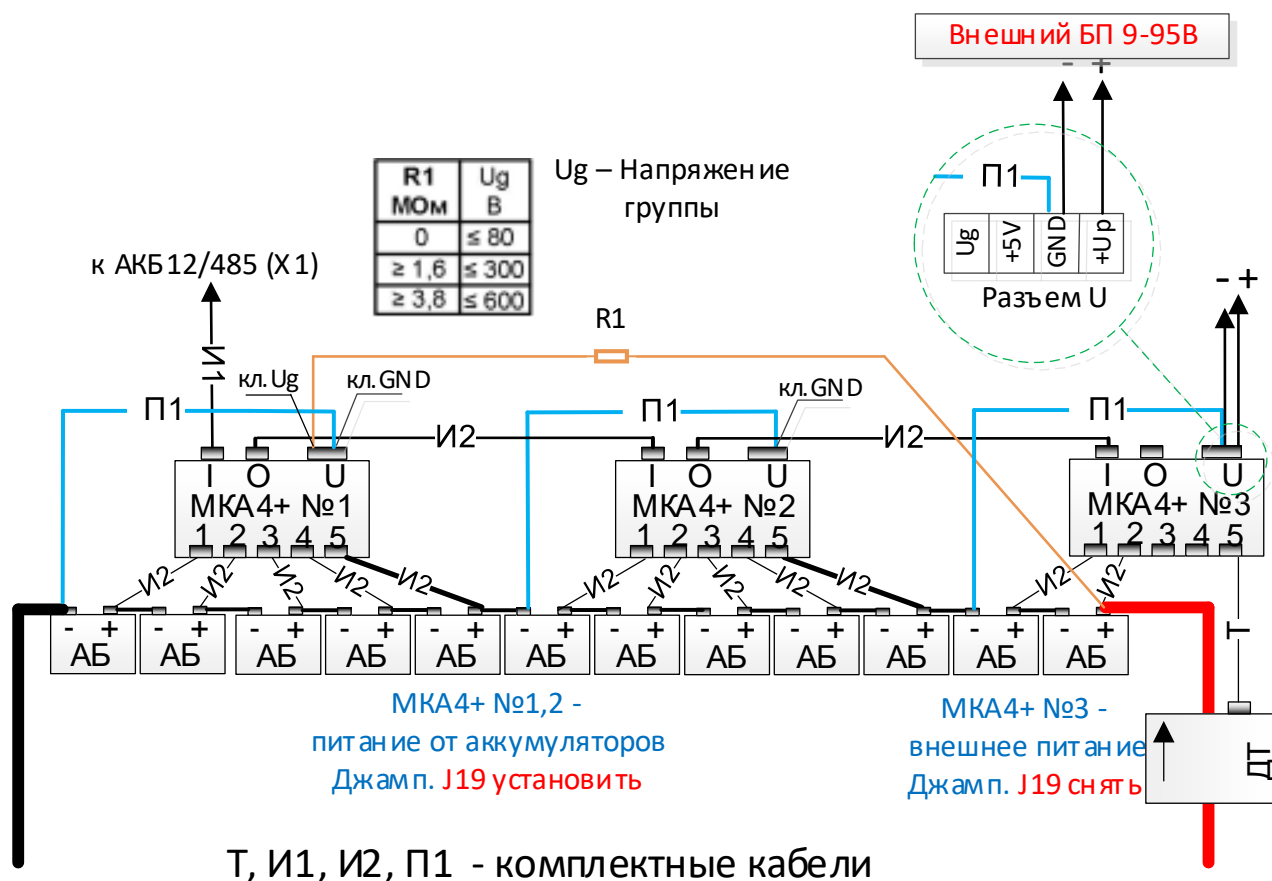 Внешний БП 9-95В
- +
П1
Ug
+5V
GND
+Up
Разъем U
R1 Ug
МОм В
0 ≤ 80
≥ 1,6 ≤ 300
≥ 3,8 ≤ 600
Ug – Напряжение
группы
к АКБ12/485 (X1)
- +
R1
И1
кл.Ug
кл.GND
кл.GND
П1
П1
П1
И2
И2
I O U
I O U
I O U
МКА4+ №1
МКА4+ №2
МКА4+ №3
1 2 3 4 5
1 2 3 4 5
1 2 3 4 5
И2 И2 И2 И2 И2
И2 И2 И2 И2 И2
И2 И2
Т
- + - + - + - + - + - + - + - + - + - + - + - +
АБ АБ АБ АБ АБ АБ АБ АБ АБ АБ АБ АБ
МКА4+ №1,2 -
питание от аккумуляторов
Джамп. J19 установить
МКА4+ №3 -
внешнее питание
Джамп. J19 снять
ДТ
Т, И1, И2, П1 - комплектные кабели